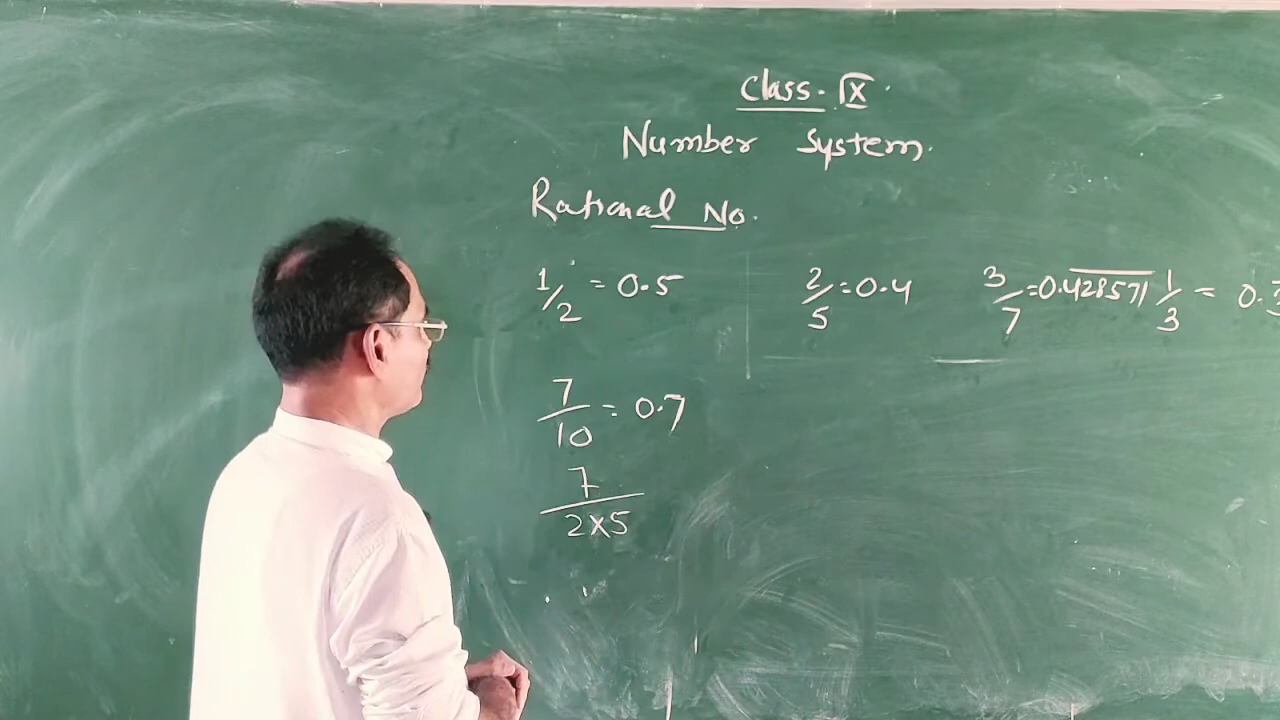 Class. IX.
Number System.
Rational No.
1/2 = 0.5 2/5 = 0.4 3/7 = 0.428571 1/3 = 0.3
7/10 = 0.7
7/2×5